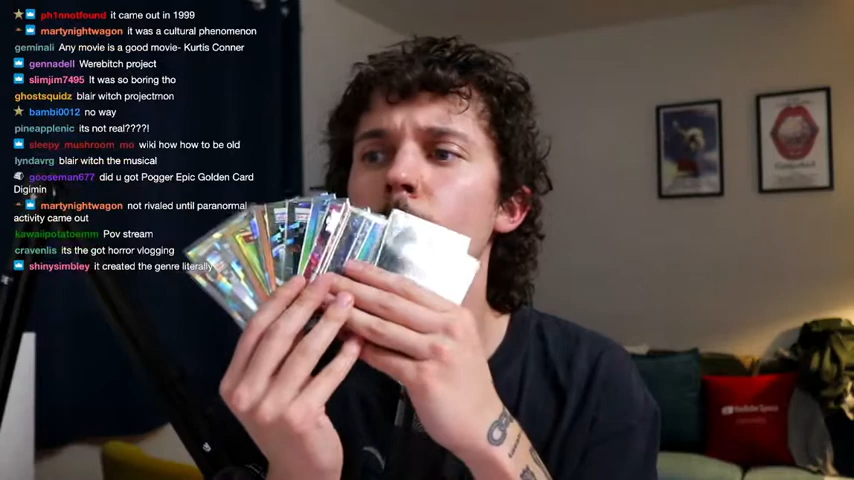 ph1nnotfound it came out in 1999
martynightwagon it was a cultural phenomenon
geminali Any movie is a good movie- Kurtis Conner
gennadell Werebitch project
slimjim7495 It was so boring tho
ghostsquidz blair witch projectmon
bambi0012 no way
pineapplenic its not real????!
sleepy_mushroom_mo wiki how how to be old
lyndavrg blair witch the musical
gooseman677 did u got Pogger Epic Golden Card
Digimin
martynightwagon not rivaled until paranormal
activity came out
kawaiipotatoemm Pov stream
cravenlis its the got horror vlogging
shinysimbley it created the genre literally
YouTube Space